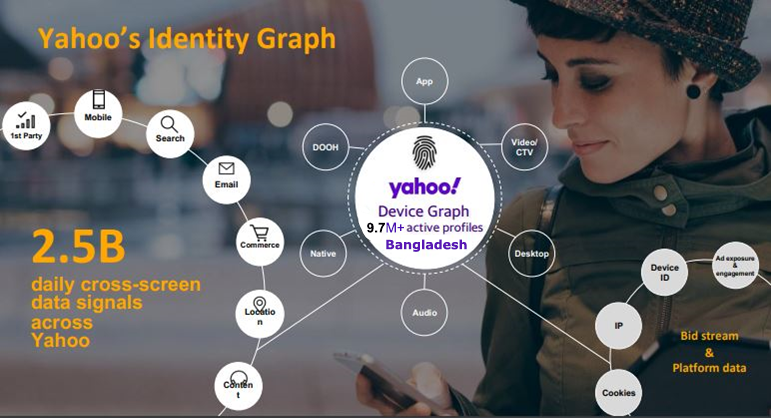 Yahoo's Identity Graph
1st Party
Mobile
Search
Email
Commerce
Locatio
n
Conten
t
2.5B
daily cross-screen
data signals
across
Yahoo
App
DOOH
Video/
CTV
yahoo!
Device Graph
9.7M+ active profiles
Bangladesh
Native
Desktop
Audio
Ad exposure
&
engagement
Device
ID
IP
Cookies
Bid stream
&
Platform data